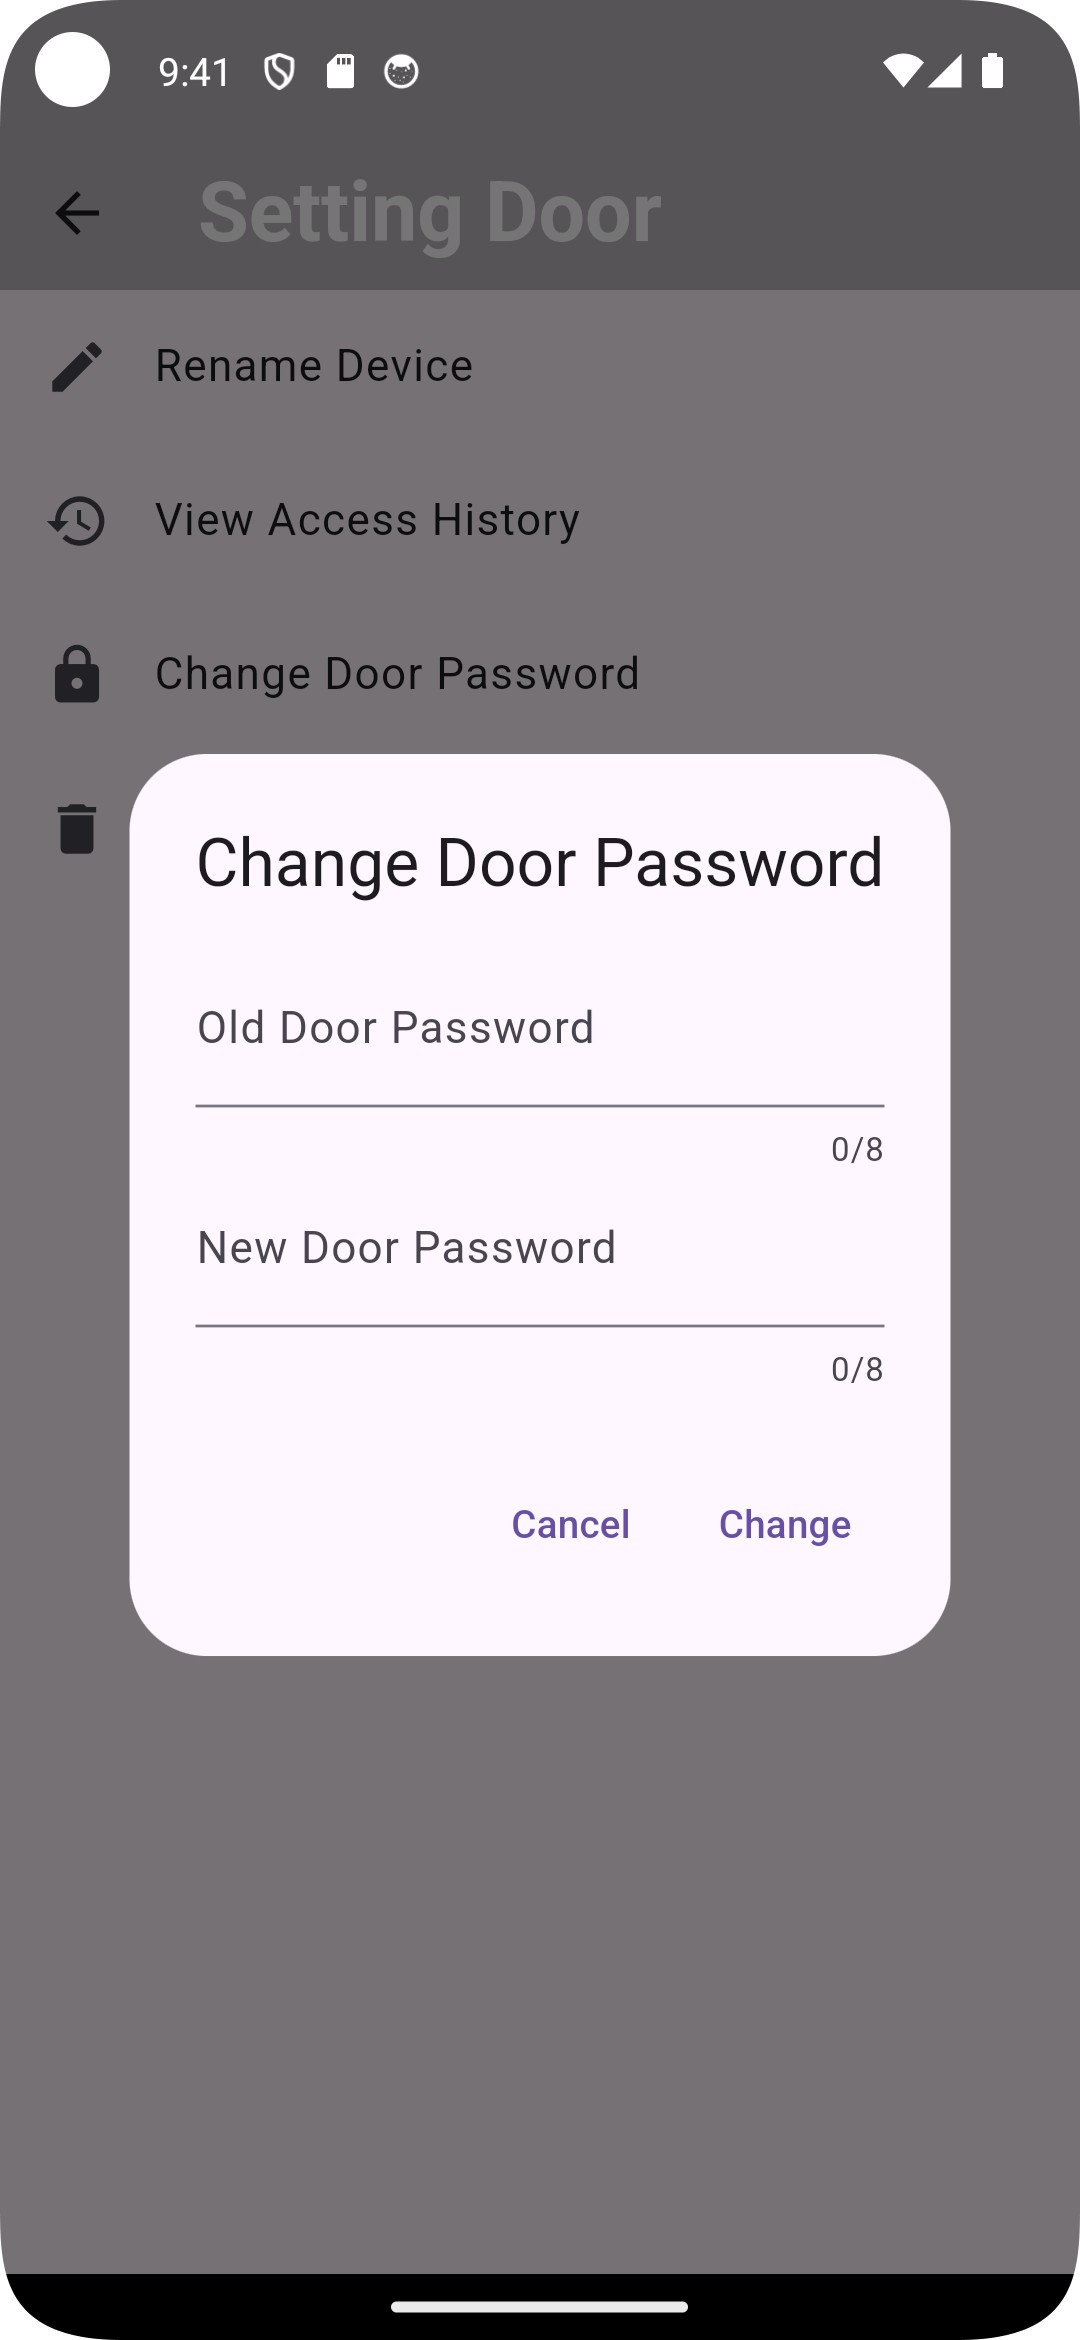 9:41
Setting Door
Rename Device
View Access History
Change Door Password
Change Door Password
Old Door Password
0/8
New Door Password
0/8
Cancel Change